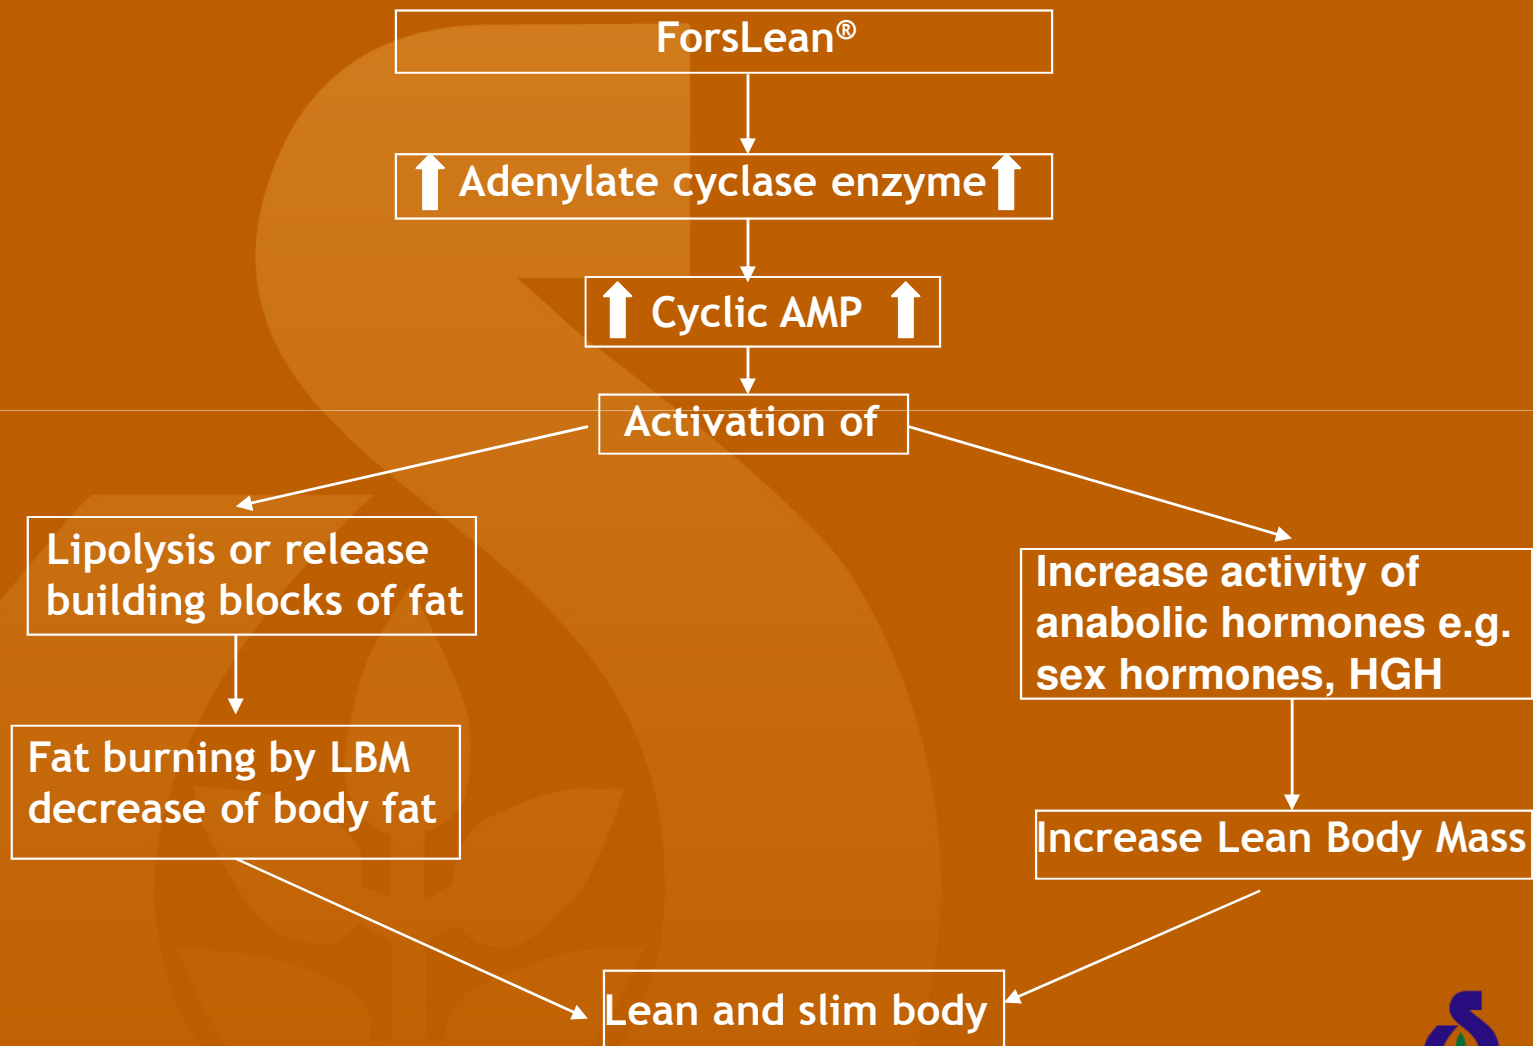 ForsLean®
Adenylate cyclase enzyme
Cyclic AMP
Activation of
Lipolysis or release
building blocks of fat
Increase activity of
anabolic hormones e.g.
sex hormones, HGH
Fat burning by LBM
decrease of body fat
Increase Lean Body Mass
Lean and slim body